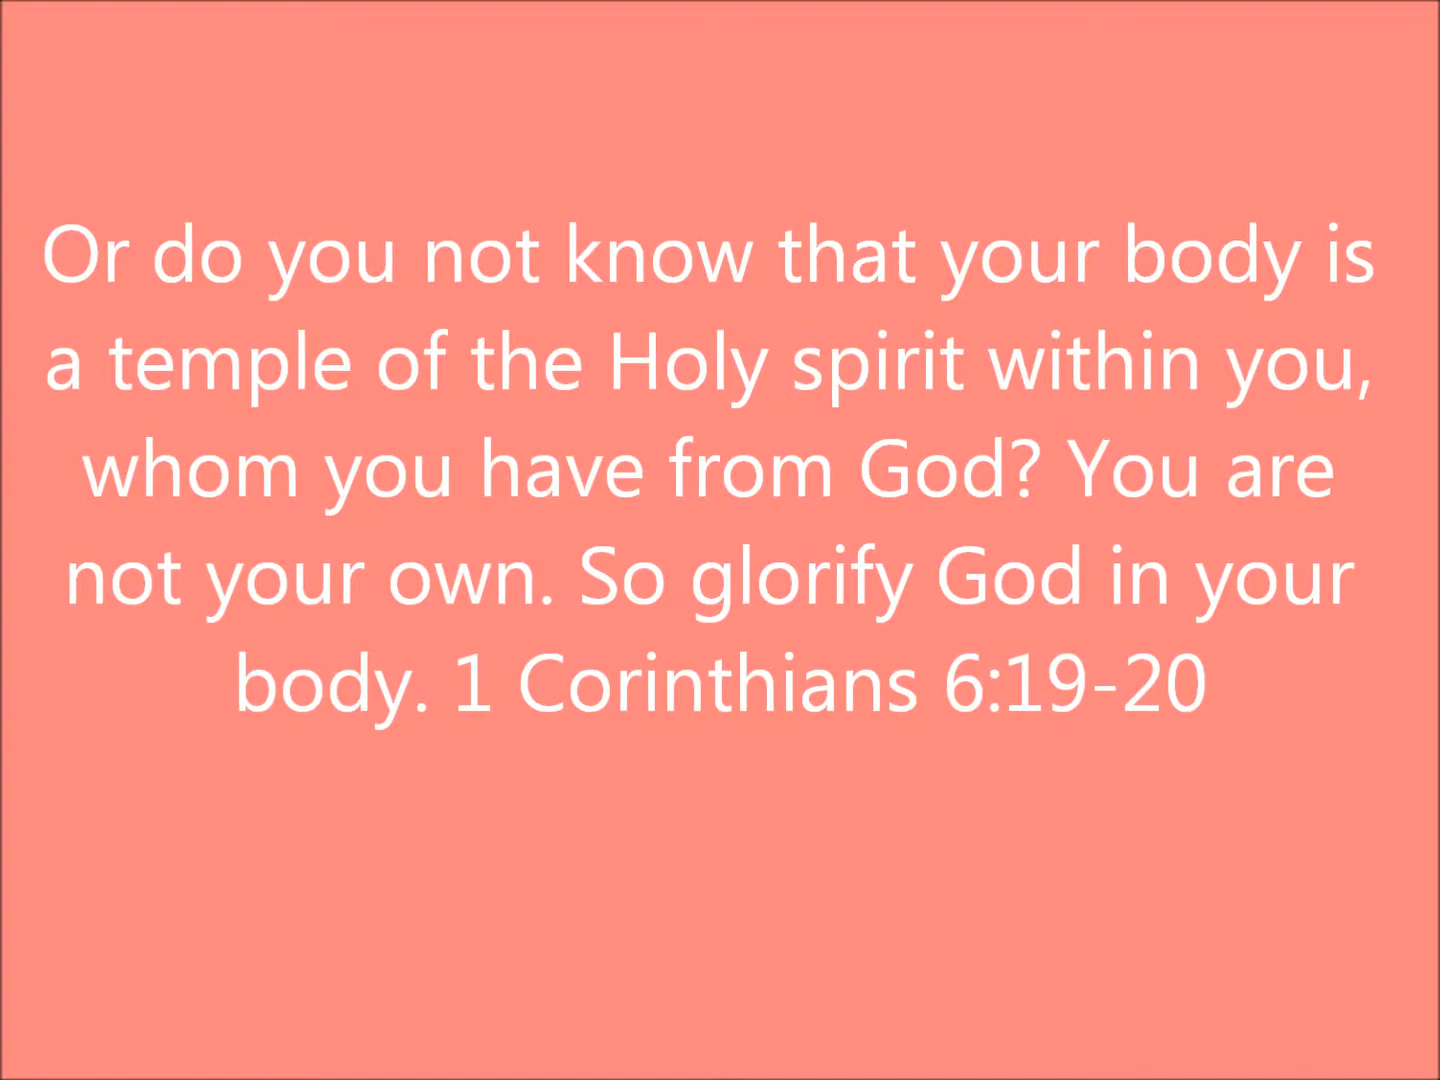 Or do you not know that your body is
a temple of the Holy spirit within you,
whom you have from God? You are
not your own. So glorify God in your
body. 1 Corinthians 6:19-20